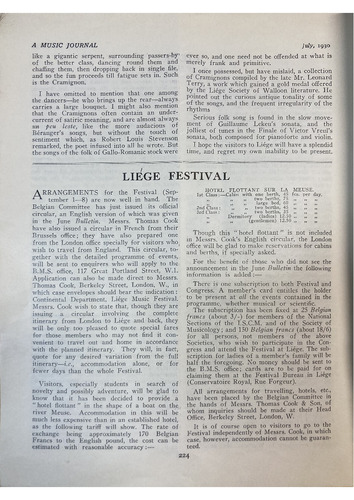 A MUSIC JOURNAL
July, 1930
like a gigantic serpent, surrounding passers-by
of the better class, dancing round them and
chaffing them, then dropping back in single file,
and so the fun proceeds till fatigue sets in. Such
is the Cramignon.
I have omitted to mention that one among
the dancers—he who brings up the rear—always
carries a large bouquet. I might also mention
that the Cramignons often contain an under-
current of satirical meaning, and are almost always
un peu leste, like the more considerations of
Béranger's songs, but without the touch of
sentiment which, as Robert Louis Stevenson
remarked, the poet infused into all he wrote. But
the songs of the folk of Gallo-Romanic stock were
ever so, and one need not be offended at what is
merely frank and primitive.
I once possessed, but have mislaid, a collection
of Cramignons compiled by the late Mr. Leonard
Terry, a work which gained a gold medal offered
by the Liége Society of Walloon literature. He
pointed out the curious antique tonality of some
of the songs, and the frequent irregularity of the
rhythms
Serious folk song is found in the slow move-
ment of Guillaume Lekeu's sonata, and the
jolliest of tunes in the Finale of Victor Vreuil's
sonata, both composed for pianoforte and violin.
I hope the visitors to Liége will have a splendid
time, and regret my own inability to be present.
LIÉGE FESTIVAL
ARRANGEMENTS for the Festival (Sep-
tember 1—8) are now well in hand. The
Belgian Committee has just issued its official
circular, an English version of which was given
in the June Bulletin. Messrs. Thomas Cook
have also issued a circular in French from their
Brussels office; they have also prepared one
from the London office specially for visitors who
wish to travel from England. This circular, to-
gether with the detailed programme of events,
will be sent to enquirers who will apply to the
B.M.S. office, 117 Great Portland Street, W.1.
Application can also be made direct to Messrs.
Thomas Cook, Berkeley Street, London, W., in
which case envelopes should bear the indication:
Continental Department, Liége Music Festival.
Messrs. Cook wish to state that, though they are
issuing a circular involving the complete
itinerary from London to Liége and back, they
will be only too pleased to quote special fares
for those members who may not find it con-
venient to travel out and home in accordance
with the planned itinerary. They will, in fact,
quote for any desired variation from the full
itinerary—i.e., accommodation alone, or for
fewer days than the whole Festival.
Visitors, especially students in search of
novelty and possibly adventure, will be glad to
know that it has been decided to provide a
"hotel flottant" in the shape of a boat on the
river Meuse. Accommodation in this will be
much less expensive than in an established hotel,
as the following tariff will show. The rate of
exchange being approximately 170 Belgian
Francs to the English pound, the cost can be
estimated with reasonable accuracy:—
HOTEL FLOTTANT SUR LA MEUSE.
1st Class:—Cabin with one berth,
two berths,
large bed,
2nd Class: two berths,
3rd Class: two berths,
Dormitory
Though this "hotel flottant" is not included
in Messrs. Cook's English circular, the London
office will be glad to make reservations for cabins
and berths, if specially asked.
For the benefit of those who did not see the
announcement in the June Bulletin the following
information is added:—
There is one subscription to both Festival and
Congress. A member's card entitles the holder
to be present at all the events contained in the
programme, whether musical or scientific.
The subscription has been fixed at 25 Belgian
francs (about 3/-) for members of the National
Sections of the I.S.C.M. and of the Society of
Musicology; and 150 Belgian francs (about 18/6)
for all persons, not members of the above
Societies, who wish to participate in the Con-
gress and in the Festival at Liége. The sub-
scription for ladies of a member's family will be
half the foregoing. No money should be sent to
the B.M.S. office; cards are to be paid for on
claiming them at the Festival Bureau in Liége
(Conservatoire Royal, Rue Forgeur).
All arrangements for travelling, hotels, etc.,
have been placed by the Belgian Committee in
the hands of Messrs. Thomas Cook & Son, of
whom inquiries should be made at their Head
Office, Berkeley Street, London, W.
It is of course open to visitors to go to the
Festival independently of Messrs. Cook, in which
case, however, accommodation cannot be guaran-
teed.
224